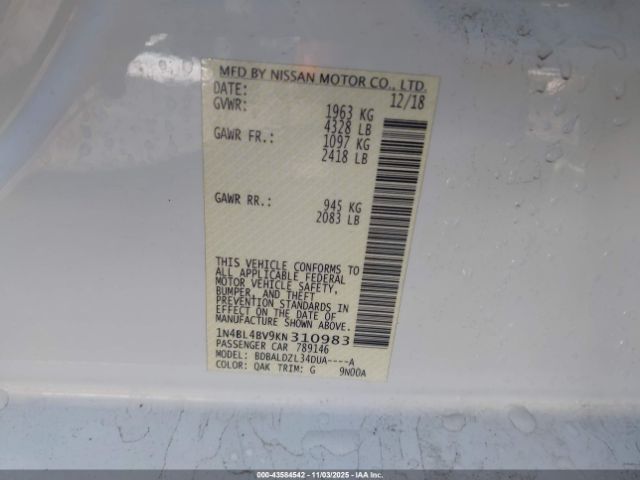 MFD BY NISSAN MOTOR CO., LTD.
DATE: 12/18
GVWR: 1963 KG
4328 LB
GAWR FR.: 1097 KG
2418 LB
GAWR RR.: 945 KG
2083 LB
THIS VEHICLE CONFORMS TO
ALL APPLICABLE FEDERAL
MOTOR VEHICLE SAFETY,
BUMPER, AND THEFT
PREVENTION STANDARDS IN
EFFECT ON THE DATE OF
MANUFACTURE SHOWN ABOVE.
1N4BL4BV9KN310983
PASSENGER CAR 789146
MODEL: BDBALDZL34DUA----A
COLOR: QAK TRIM: G 9N00A
000-43584542 - 11/03/2025 - IAAI.COM